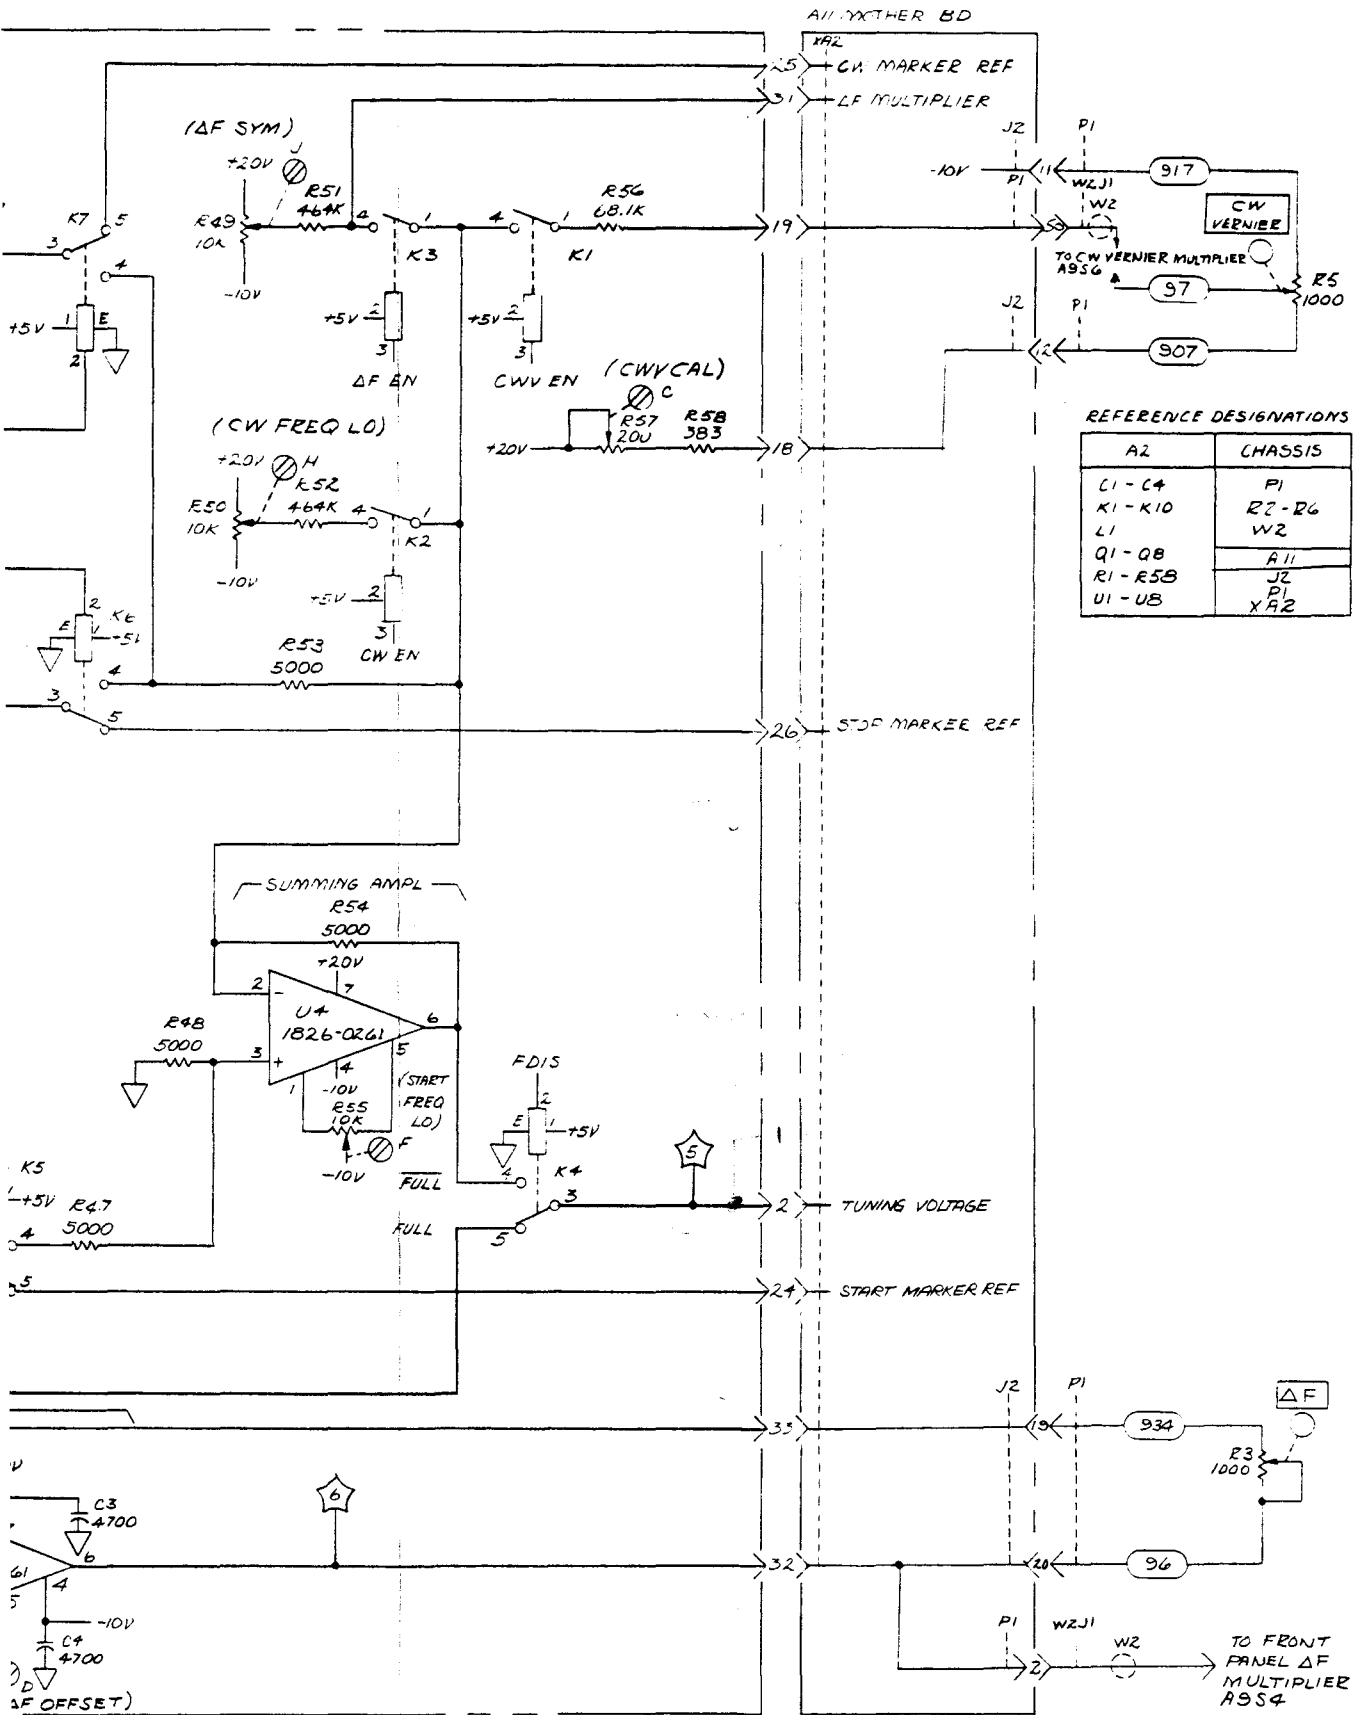 A11 MOTHER BD
XA2
25 CW MARKER REF
31 LF MULTIPLIER
(ΔF SYM)
J
+20V
R49
10K
-10V
R51
464K
4
1
K3
+5V
2
3
ΔF EN
4
1
K1
+5V
2
3
CWV EN
R56
68.1K
19
K7
5
3
4
+5V
1
E
2
J2
P1
-10V
11
917
P1
W2J1
W2
53
CW
VERNIER
TO CW VERNIER MULTIPLIER
A9S6
97
R5
1000
J2
P1
12
907
(CWV CAL)
C
R57
200
R58
383
+20V
18
(CW FREQ LO)
+20V
H
R50
10K
-10V
R52
464K
4
1
K2
+5V
2
3
CW EN
REFERENCE DESIGNATIONS
A2 CHASSIS
C1 - C4 P1
K1 - K10 R2 - R6
L1 W2
Q1 - Q8 A11
R1 - R58 J2
U1 - U8 P1
XA2
2
K6
E
1
+5V
4
3
5
R53
5000
26 STOP MARKER REF
SUMMING AMPL
R54
5000
+20V
7
2
-
U4
1826-0261
6
3
+
5
4
-10V
1
R48
5000
R55
10K
(START
FREQ
LO)
F
-10V
FDIS
2
E
1
+5V
K4
4
FULL
3
FULL
5
5
2 TUNING VOLTAGE
K5
+5V
4
R47
5000
5
24 START MARKER REF
33
J2
P1
19
934
ΔF
R3
1000
C3
4700
6
6
61
4
5
-10V
C4
4700
D
ΔF OFFSET)
32
20
96
P1
W2J1
2
W2
TO FRONT
PANEL ΔF
MULTIPLIER
A9S4